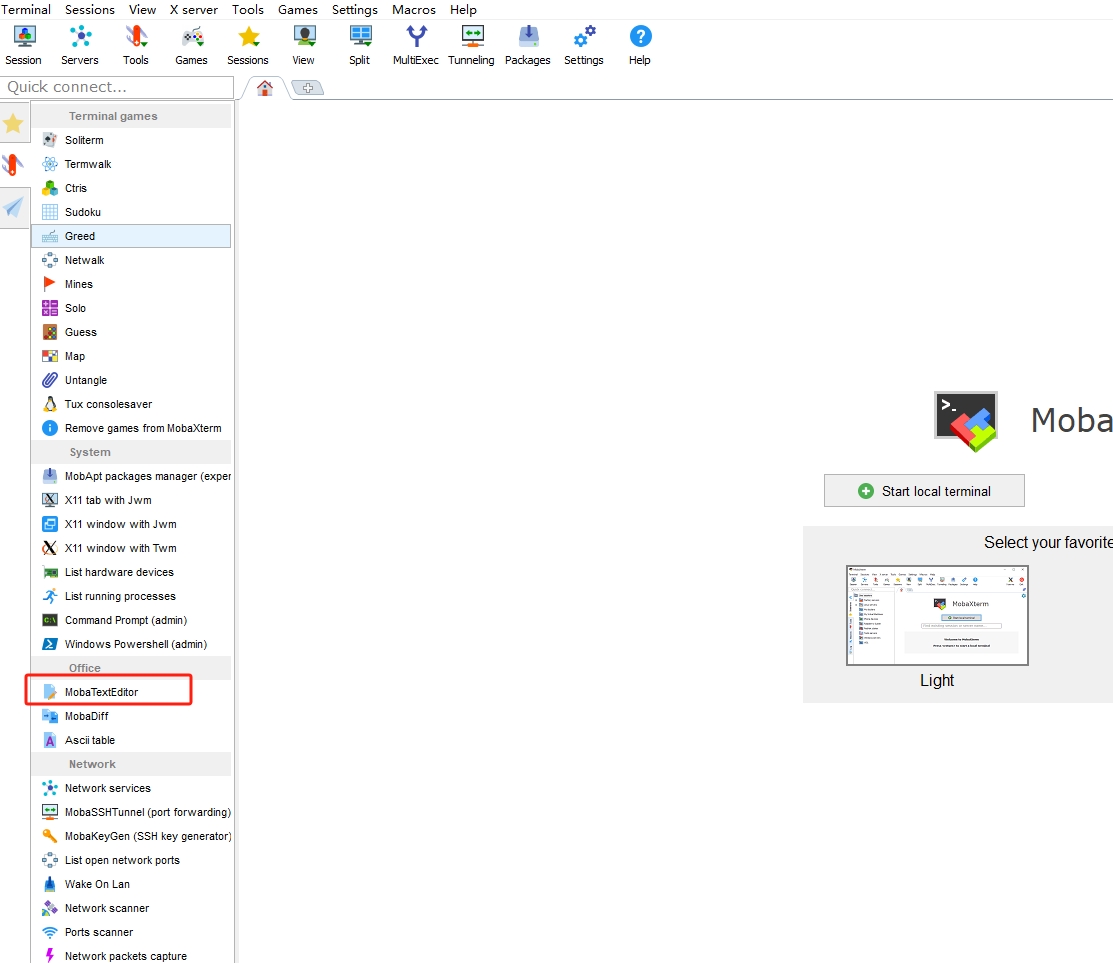 Terminal Sessions View X server Tools Games Settings Macros Help
Session Servers Tools Games Sessions View Split MultiExec Tunneling Packages Settings Help
Quick connect...
Terminal games
Soliterm
Termwalk
Ctris
Sudoku
Greed
Netwalk
Mines
Solo
Guess
Map
Untangle
Tux consolesaver
Remove games from MobaXterm
System
MobApt packages manager (exper
X11 tab with Jwm
X11 window with Jwm
X11 window with Twm
List hardware devices
List running processes
Command Prompt (admin)
Windows Powershell (admin)
Office
MobaTextEditor
MobaDiff
Ascii table
Network
Network services
MobaSSHTunnel (port forwarding)
MobaKeyGen (SSH key generator)
List open network ports
Wake On Lan
Network scanner
Ports scanner
Network packets capture
Moba
Start local terminal
Select your favorite
MobaXterm
Light